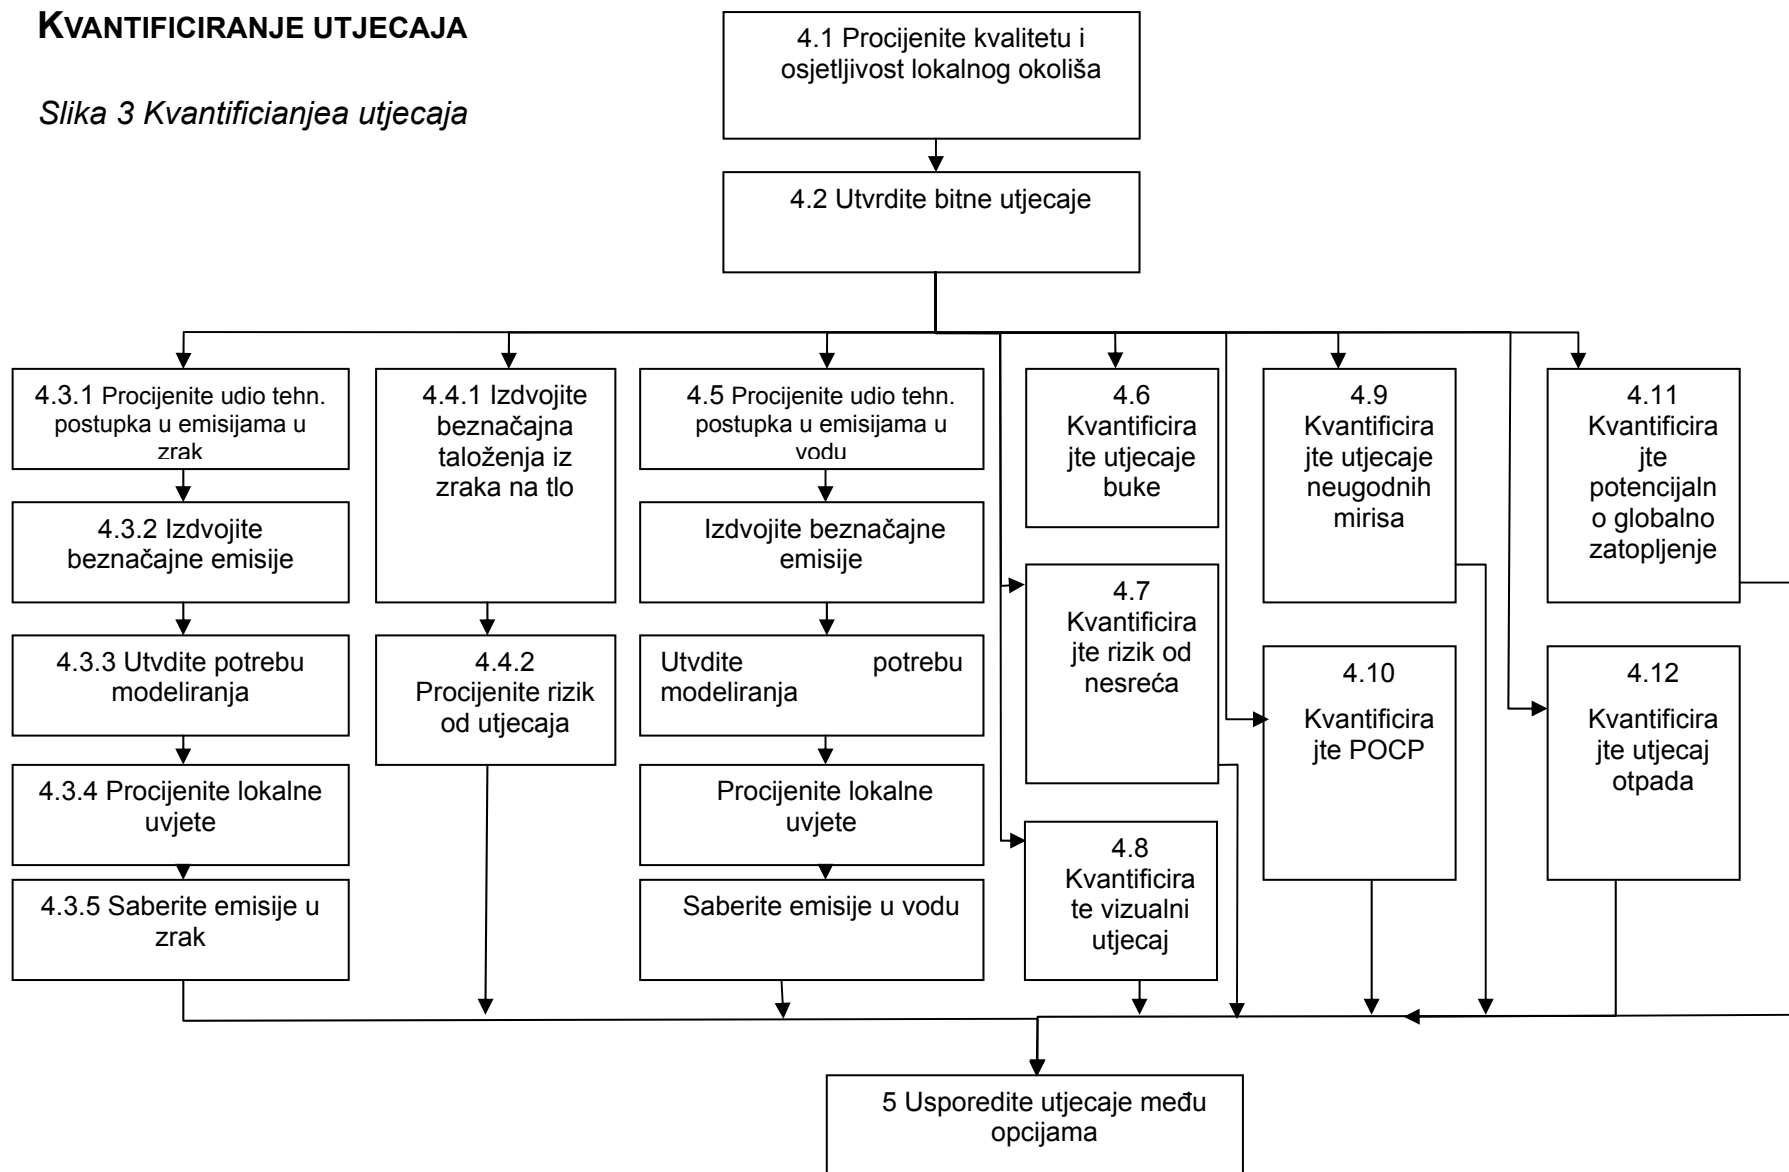 KVANTIFICIRANJE UTJECAJA
Slika 3 Kvantificianjea utjecaja
4.1 Procijenite kvalitetu i
osjetljivost lokalnog okoliša
4.2 Utvrdite bitne utjecaje
4.3.1 Procijenite udio tehn.
postupka u emisijama u
zrak
4.3.2 Izdvojite
beznačajne emisije
4.3.3 Utvdite potrebu
modeliranja
4.3.4 Procijenite lokalne
uvjete
4.3.5 Saberite emisije u
zrak
4.4.1 Izdvojite
beznačajna
taloženja iz
zraka na tlo
4.4.2
Procijenite rizik
od utjecaja
4.5 Procijenite udio tehn.
postupka u emisijama u
vodu
Izdvojite beznačajne
emisije
Utvdite potrebu
modeliranja
Procijenite lokalne
uvjete
Saberite emisije u vodu
4.6
Kvantificira
jte utjecaje
buke
4.7
Kvantificira
jte rizik od
nesreća
4.8
Kvantificira
te vizualni
utjecaj
4.9
Kvantificira
jte utjecaje
neugodnih
mirisa
4.10
Kvantificira
jte POCP
4.11
Kvantificira
jte
potencijaln
o globalno
zatopljenje
4.12
Kvantificira
jte utjecaj
otpada
5 Usporedite utjecaje među
opcijama